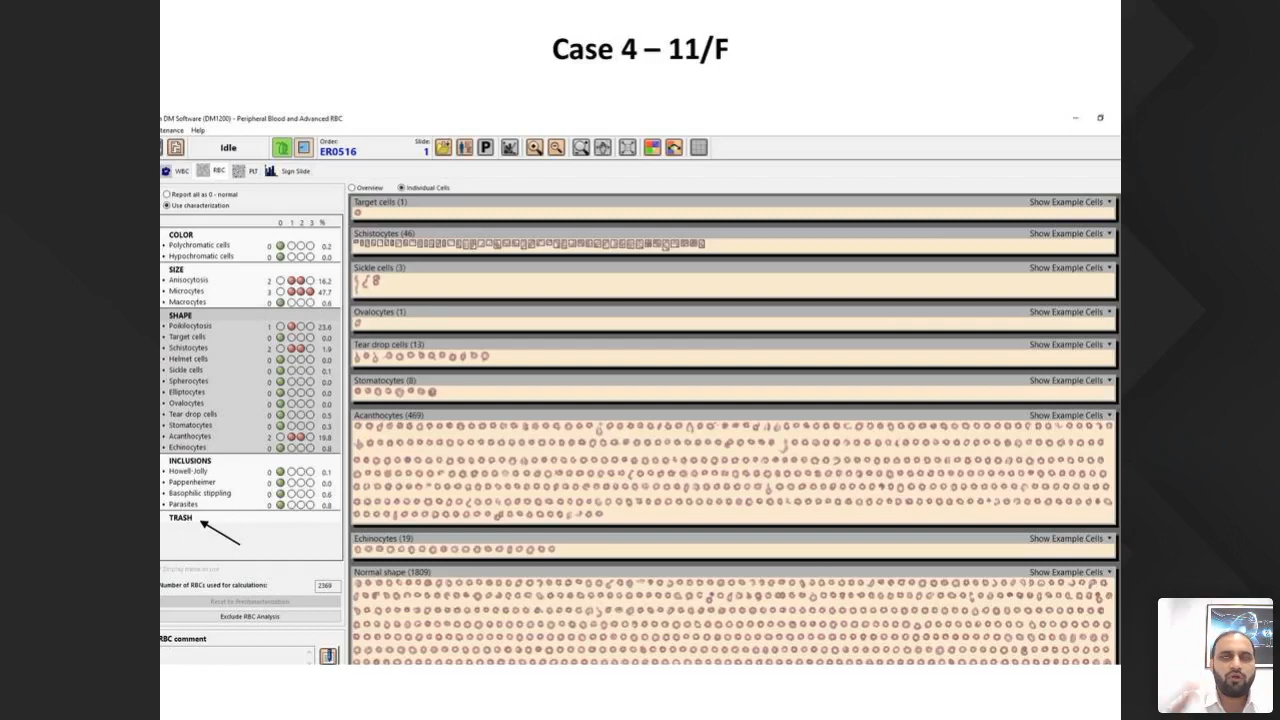 Case 4 – 11/F
DM Software (DM1200) - Peripheral Blood and Advanced RBC
tenance Help
Idle
Order:
ER0516
Slide:
1
P
WBC RBC PLT Sign Slide
Report all as 0 - normal
Use characterization
Overview Individual Cells
0 1 2 3 %
COLOR
Polychromatic cells 0 0.2
Hypochromatic cells 0 0.0
SIZE
Anisocytosis 2 16.2
Microcytes 3 47.7
Macrocytes 0 0.6
SHAPE
Poikilocytosis 1 23.6
Target cells 0 0.0
Schistocytes 2 1.9
Helmet cells 0 0.0
Sickle cells 0 0.1
Spherocytes 0 0.0
Elliptocytes 0 0.0
Ovalocytes 0 0.0
Tear drop cells 0 0.5
Stomatocytes 0 0.3
Acanthocytes 2 19.8
Echinocytes 0 0.8
INCLUSIONS
Howell-Jolly 0 0.1
Pappenheimer 0 0.0
Basophilic stippling 0 0.6
Parasites 0 0.8
TRASH
Number of RBCs used for calculations: 2369
Reset to Precharacterization
Exclude RBC Analysis
RBC comment
Target cells (1) Show Example Cells
Schistocytes (46) Show Example Cells
Sickle cells (3) Show Example Cells
Ovalocytes (1) Show Example Cells
Tear drop cells (13) Show Example Cells
Stomatocytes (8) Show Example Cells
Acanthocytes (469) Show Example Cells
Echinocytes (19) Show Example Cells
Normal shape (1809) Show Example Cells